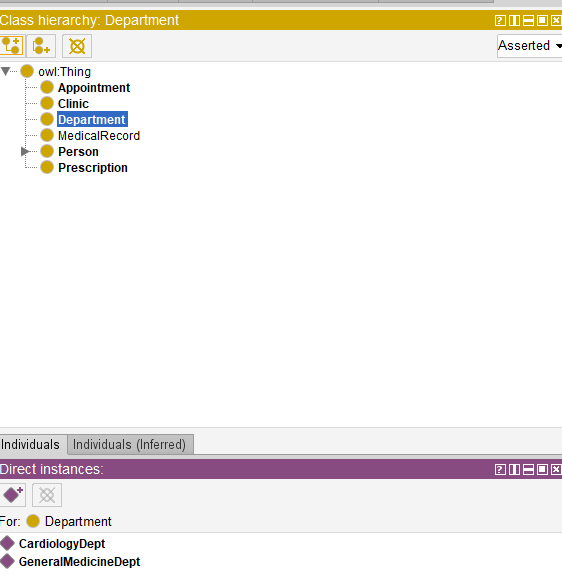 Class hierarchy: Department
Asserted
owl:Thing
Appointment
Clinic
Department
MedicalRecord
Person
Prescription
Individuals Individuals (Inferred)
Direct instances:
For: Department
CardiologyDept
GeneralMedicineDept